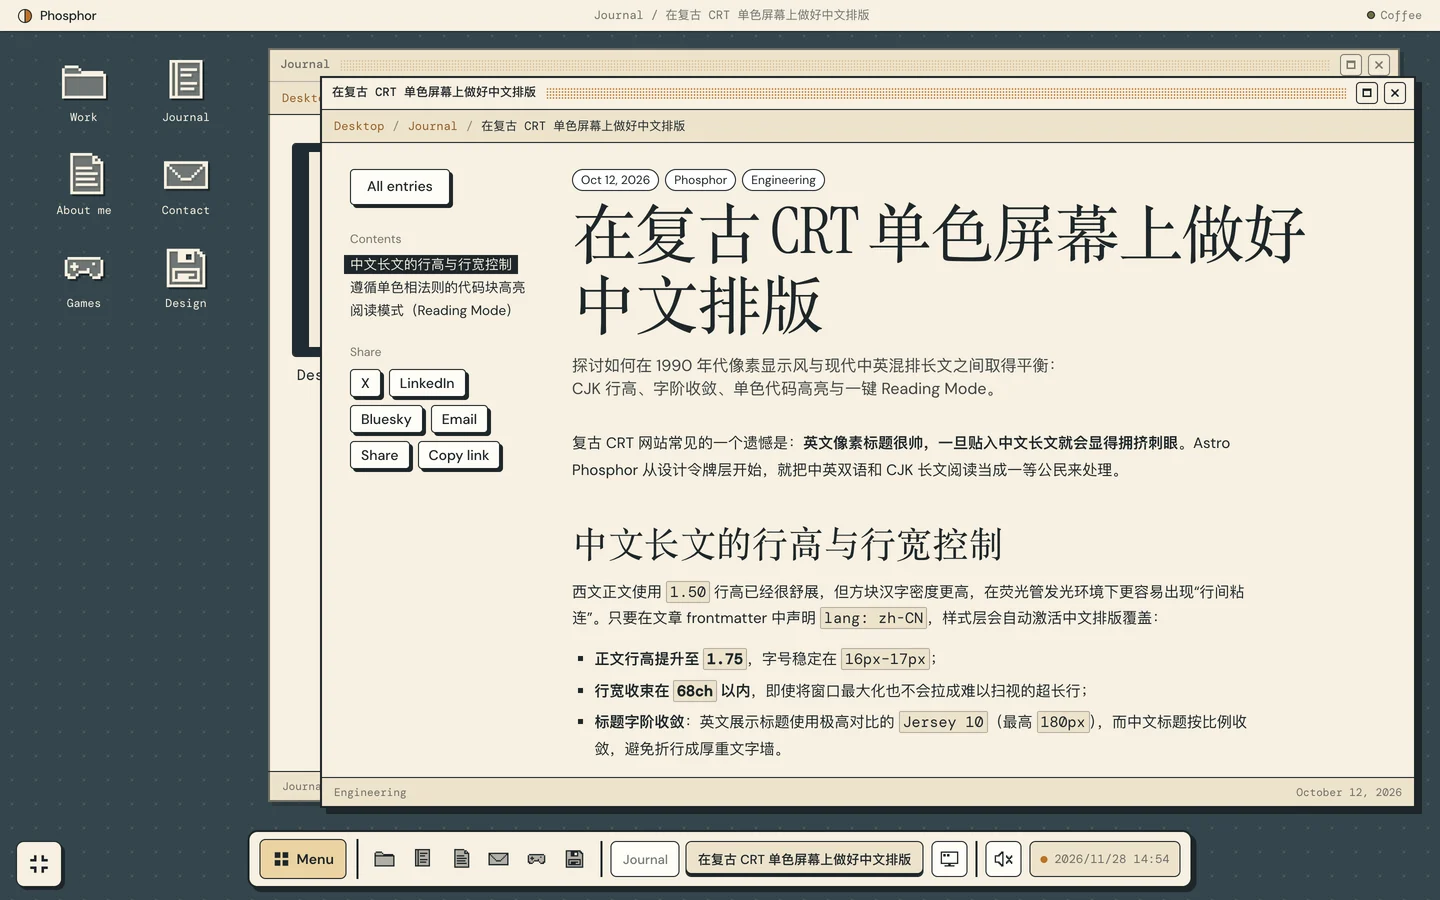 Phosphor
Journal / 在复古 CRT 单色屏幕上做好中文排版
Coffee
Work
Journal
About me
Contact
Games
Design
Journal
Deskt
Des
Journa
在复古 CRT 单色屏幕上做好中文排版
Desktop / Journal / 在复古 CRT 单色屏幕上做好中文排版
All entries
Contents
中文长文的行高与行宽控制
遵循单色相法则的代码块高亮
阅读模式（Reading Mode）
Share
X
LinkedIn
Bluesky
Email
Share
Copy link
Oct 12, 2026
Phosphor
Engineering
在复古 CRT 单色屏幕上做好
中文排版
探讨如何在 1990 年代像素显示风与现代中英混排长文之间取得平衡：
CJK 行高、字阶收敛、单色代码高亮与一键 Reading Mode。
复古 CRT 网站常见的一个遗憾是：英文像素标题很帅，一旦贴入中文长文就会显得拥挤刺眼。Astro
Phosphor 从设计令牌层开始，就把中英双语和 CJK 长文阅读当成一等公民来处理。
中文长文的行高与行宽控制
西文正文使用 1.50 行高已经很舒展，但方块汉字密度更高，在荧光管发光环境下更容易出现“行间粘
连”。只要在文章 frontmatter 中声明 lang: zh-CN，样式层会自动激活中文排版覆盖：
▪ 正文行高提升至 1.75，字号稳定在 16px-17px；
▪ 行宽收束在 68ch 以内，即使将窗口最大化也不会拉成难以扫视的超长行；
▪ 标题字阶收敛：英文展示标题使用极高对比的 Jersey 10（最高 180px），而中文标题按比例收
敛，避免折行成厚重文字墙。
Engineering
October 12, 2026
Menu
Journal
在复古 CRT 单色屏幕上做好中文排版
2026/11/28 14:54